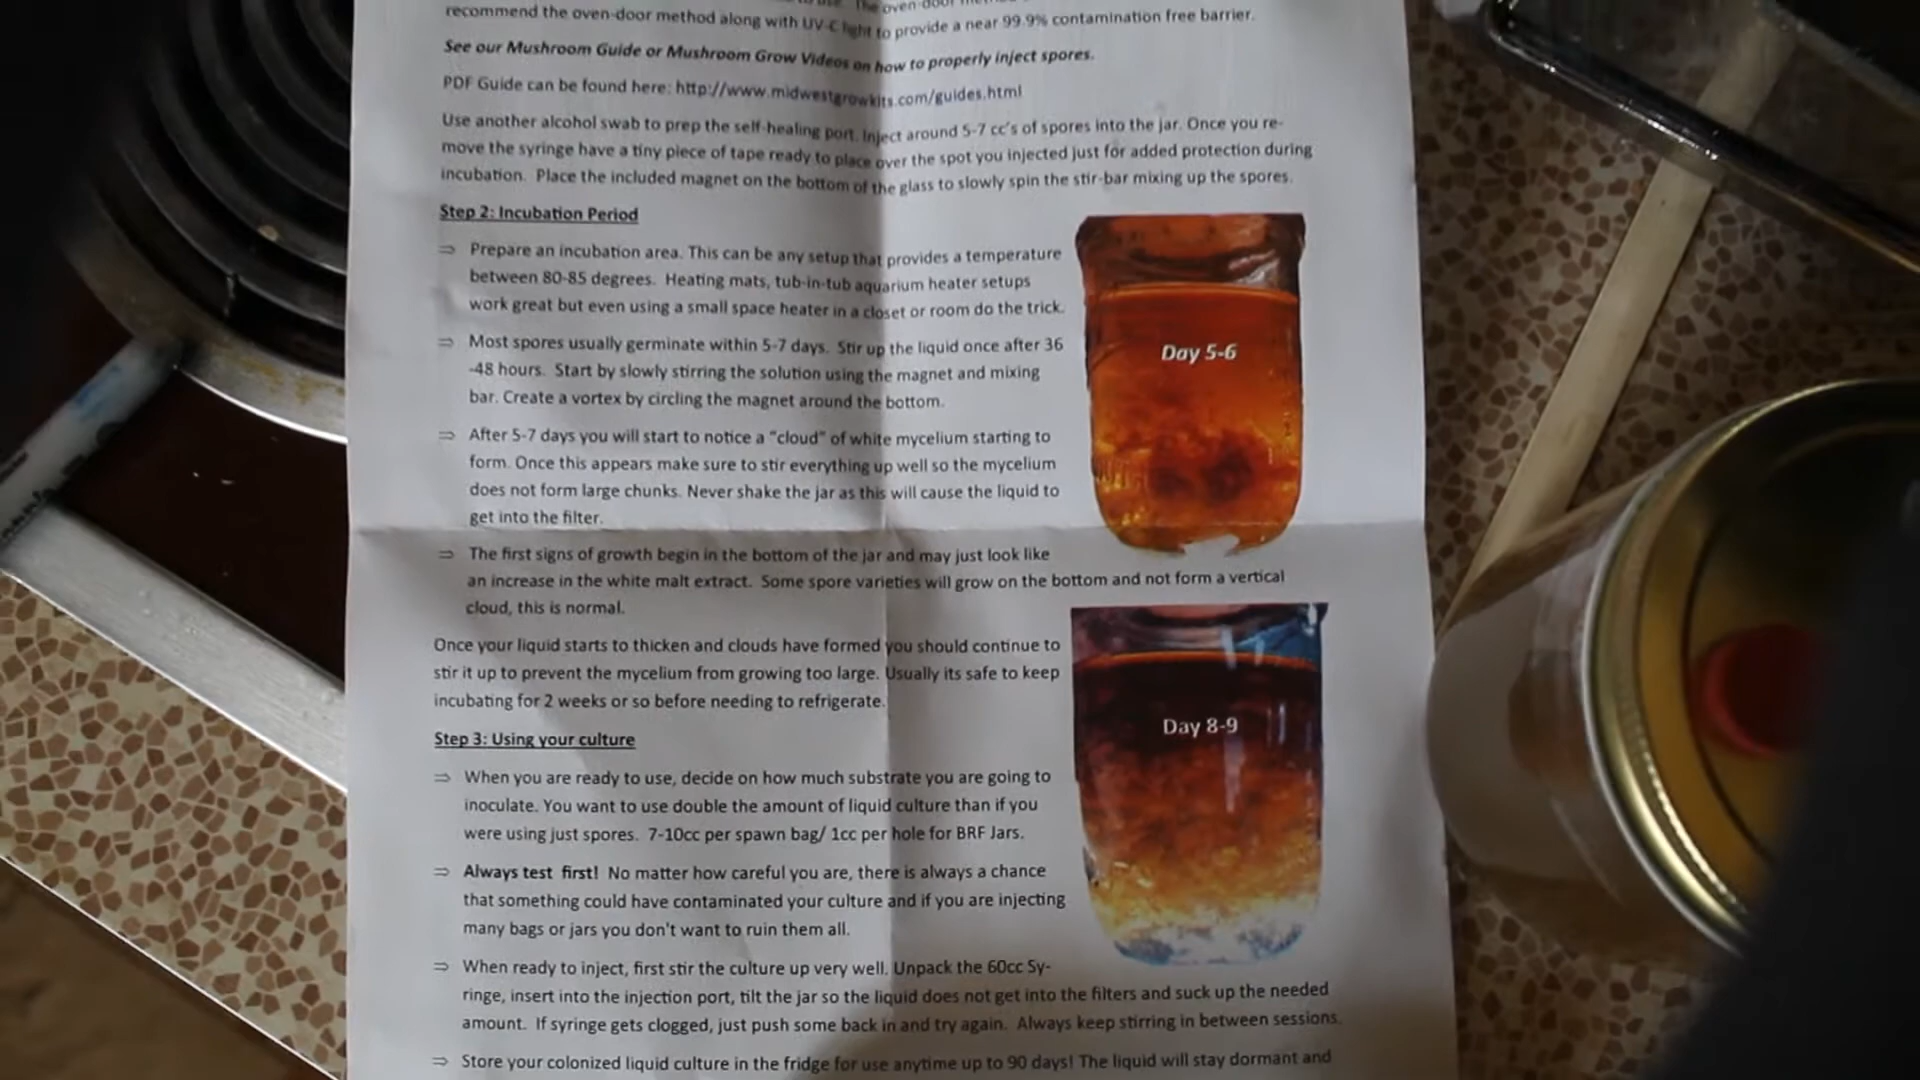 to use. The oven-door
recommend the oven-door method along with UV-C light to provide a near 99.9% contamination free barrier.
See our Mushroom Guide or Mushroom Grow Videos on how to properly inject spores.
PDF Guide can be found here: http://www.midwestgrowkits.com/guides.html
Use another alcohol swab to prep the self-healing port. Inject around 5-7 cc's of spores into the jar. Once you re-
move the syringe have a tiny piece of tape ready to place over the spot you injected just for added protection during
incubation. Place the included magnet on the bottom of the glass to slowly spin the stir-bar mixing up the spores.
Step 2: Incubation Period
⇒ Prepare an incubation area. This can be any setup that provides a temperature
between 80-85 degrees. Heating mats, tub-in-tub aquarium heater setups
work great but even using a small space heater in a closet or room do the trick.
⇒ Most spores usually germinate within 5-7 days. Stir up the liquid once after 36
-48 hours. Start by slowly stirring the solution using the magnet and mixing
bar. Create a vortex by circling the magnet around the bottom.
Day 5-6
⇒ After 5-7 days you will start to notice a "cloud" of white mycelium starting to
form. Once this appears make sure to stir everything up well so the mycelium
does not form large chunks. Never shake the jar as this will cause the liquid to
get into the filter.
⇒ The first signs of growth begin in the bottom of the jar and may just look like
an increase in the white malt extract. Some spore varieties will grow on the bottom and not form a vertical
cloud, this is normal.
Once your liquid starts to thicken and clouds have formed you should continue to
stir it up to prevent the mycelium from growing too large. Usually its safe to keep
incubating for 2 weeks or so before needing to refrigerate.
Day 8-9
Step 3: Using your culture
⇒ When you are ready to use, decide on how much substrate you are going to
inoculate. You want to use double the amount of liquid culture than if you
were using just spores. 7-10cc per spawn bag/ 1cc per hole for BRF Jars.
⇒ Always test first! No matter how careful you are, there is always a chance
that something could have contaminated your culture and if you are injecting
many bags or jars you don't want to ruin them all.
⇒ When ready to inject, first stir the culture up very well. Unpack the 60cc Sy-
ringe, insert into the injection port, tilt the jar so the liquid does not get into the filters and suck up the needed
amount. If syringe gets clogged, just push some back in and try again. Always keep stirring in between sessions.
⇒ Store your colonized liquid culture in the fridge for use anytime up to 90 days! The liquid will stay dormant and